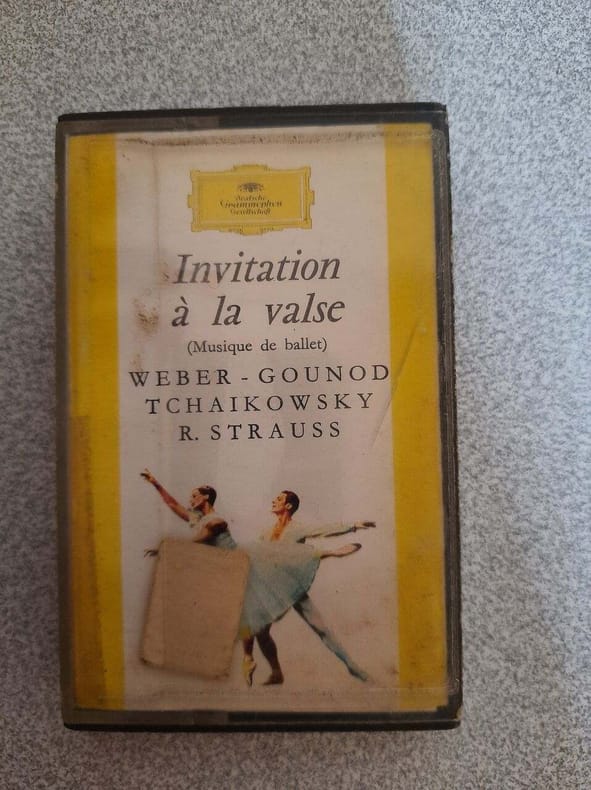 Deutsche
Grammophon
Gesellschaft
Invitation
à la valse
(Musique de ballet)
WEBER - GOUNOD
TCHAIKOWSKY
R. STRAUSS